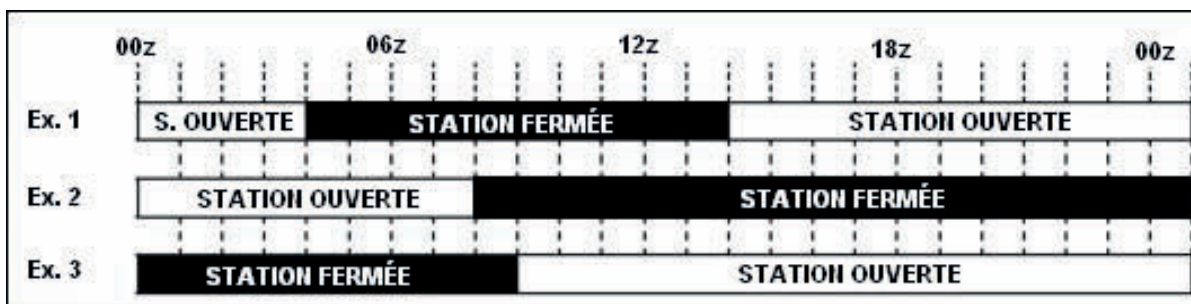 00z 06z 12z 18z 00z
Ex. 1 S. OUVERTE STATION FERMÉE STATION OUVERTE
Ex. 2 STATION OUVERTE STATION FERMÉE
Ex. 3 STATION FERMÉE STATION OUVERTE